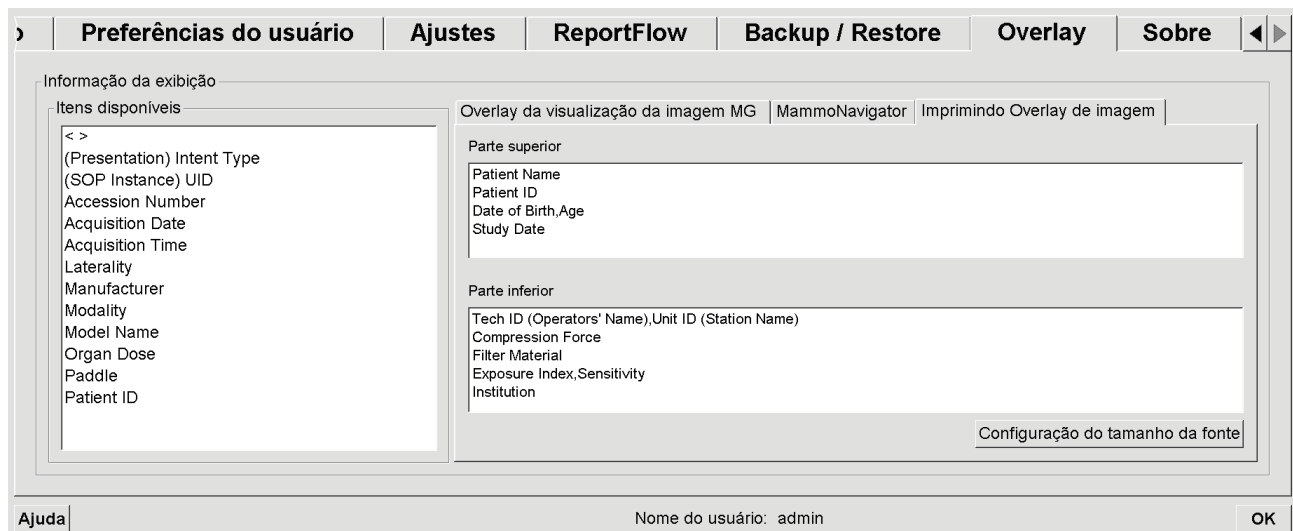 Preferências do usuário
Ajustes
ReportFlow
Backup / Restore
Overlay
Sobre
Informação da exibição
Itens disponíveis
< >
(Presentation) Intent Type
(SOP Instance) UID
Accession Number
Acquisition Date
Acquisition Time
Laterality
Manufacturer
Modality
Model Name
Organ Dose
Paddle
Patient ID
Overlay da visualização da imagem MG
MammoNavigator
Imprimindo Overlay de imagem
Parte superior
Patient Name
Patient ID
Date of Birth,Age
Study Date
Parte inferior
Tech ID (Operators' Name),Unit ID (Station Name)
Compression Force
Filter Material
Exposure Index,Sensitivity
Institution
Configuração do tamanho da fonte
Ajuda
Nome do usuário: admin
OK